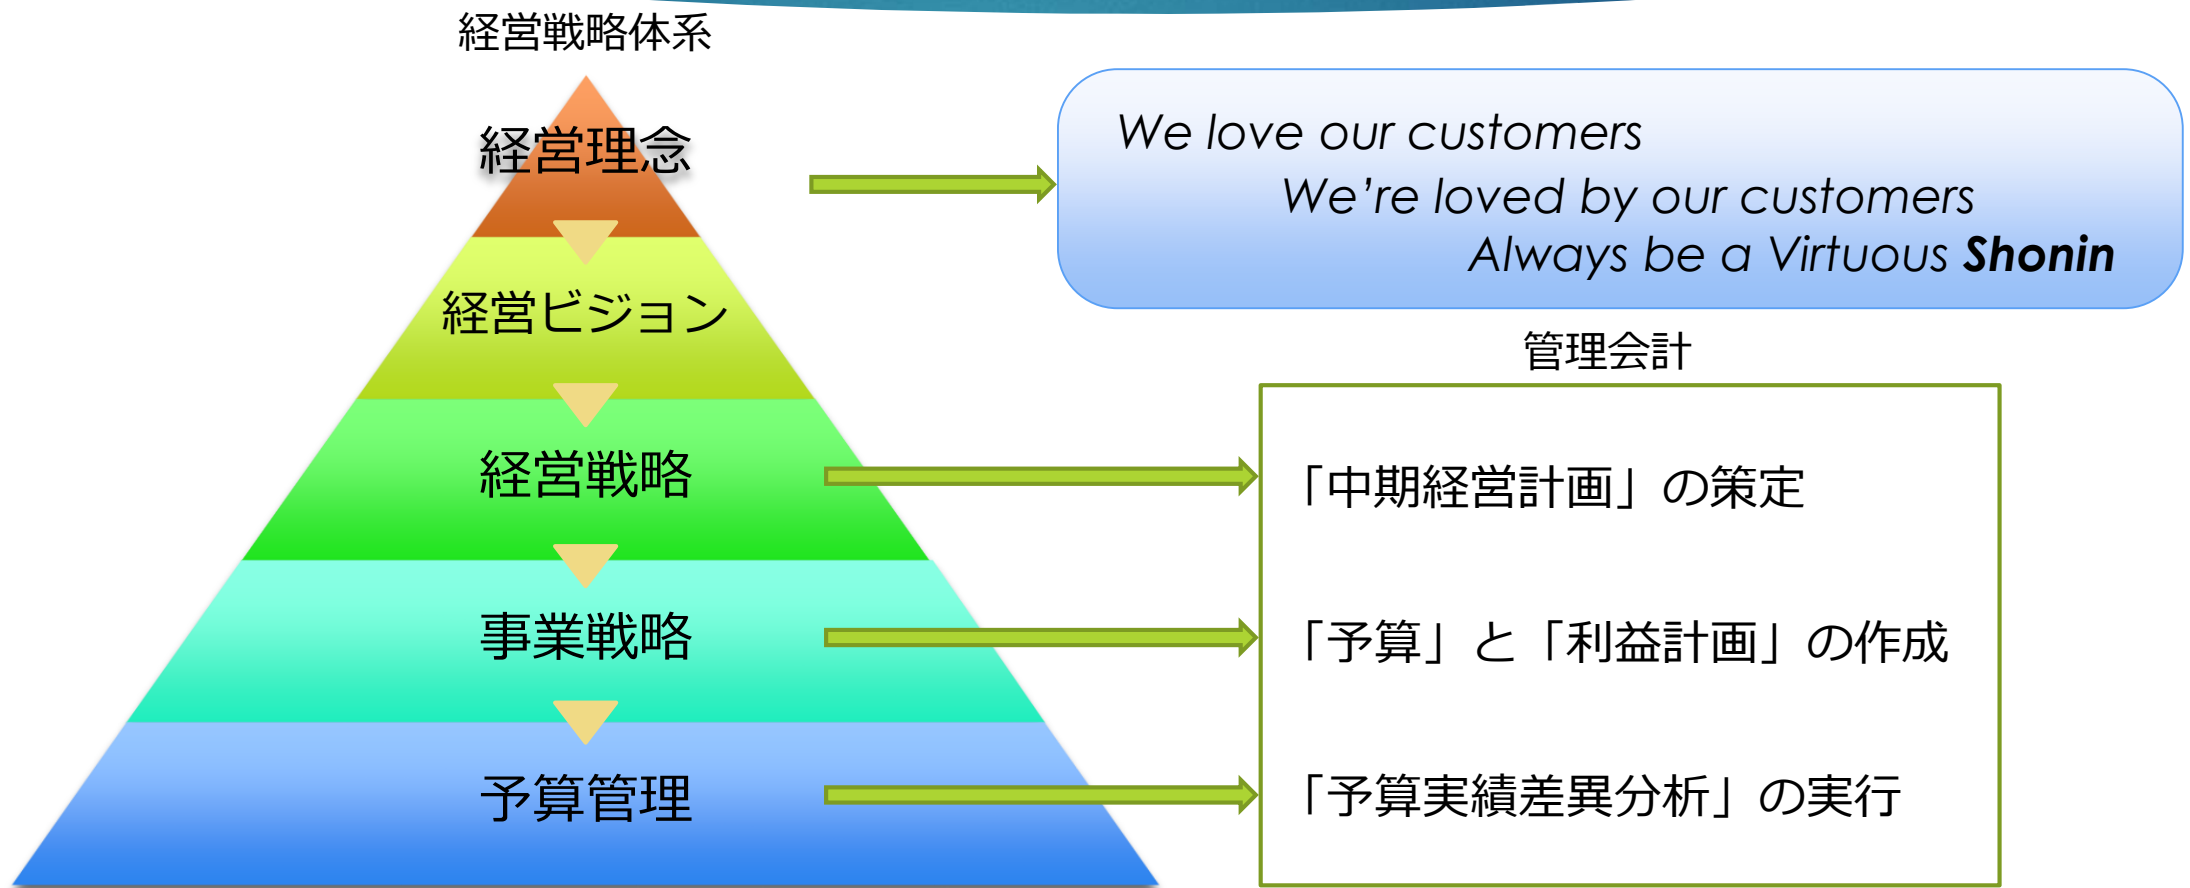 経営戦略体系
経営理念
経営ビジョン
経営戦略
事業戦略
予算管理
We love our customers
We’re loved by our customers
Always be a Virtuous Shonin
管理会計
「中期経営計画」の策定
「予算」と「利益計画」の作成
「予算実績差異分析」の実行